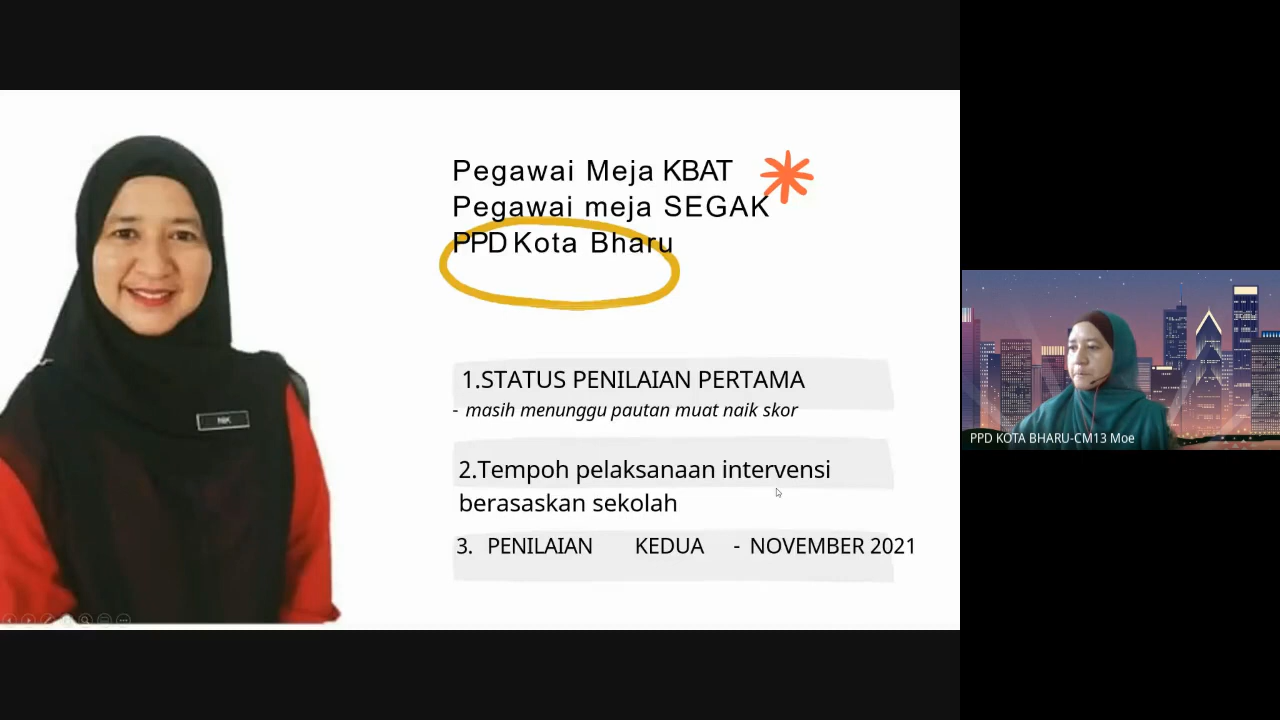 Pegawai Meja KBAT
Pegawai meja SEGAK
PPD Kota Bharu
NIK
1.STATUS PENILAIAN PERTAMA
- masih menunggu pautan muat naik skor
2.Tempoh pelaksanaan intervensi
berasaskan sekolah
3. PENILAIAN KEDUA - NOVEMBER 2021
PPD KOTA BHARU-CM13 Moe